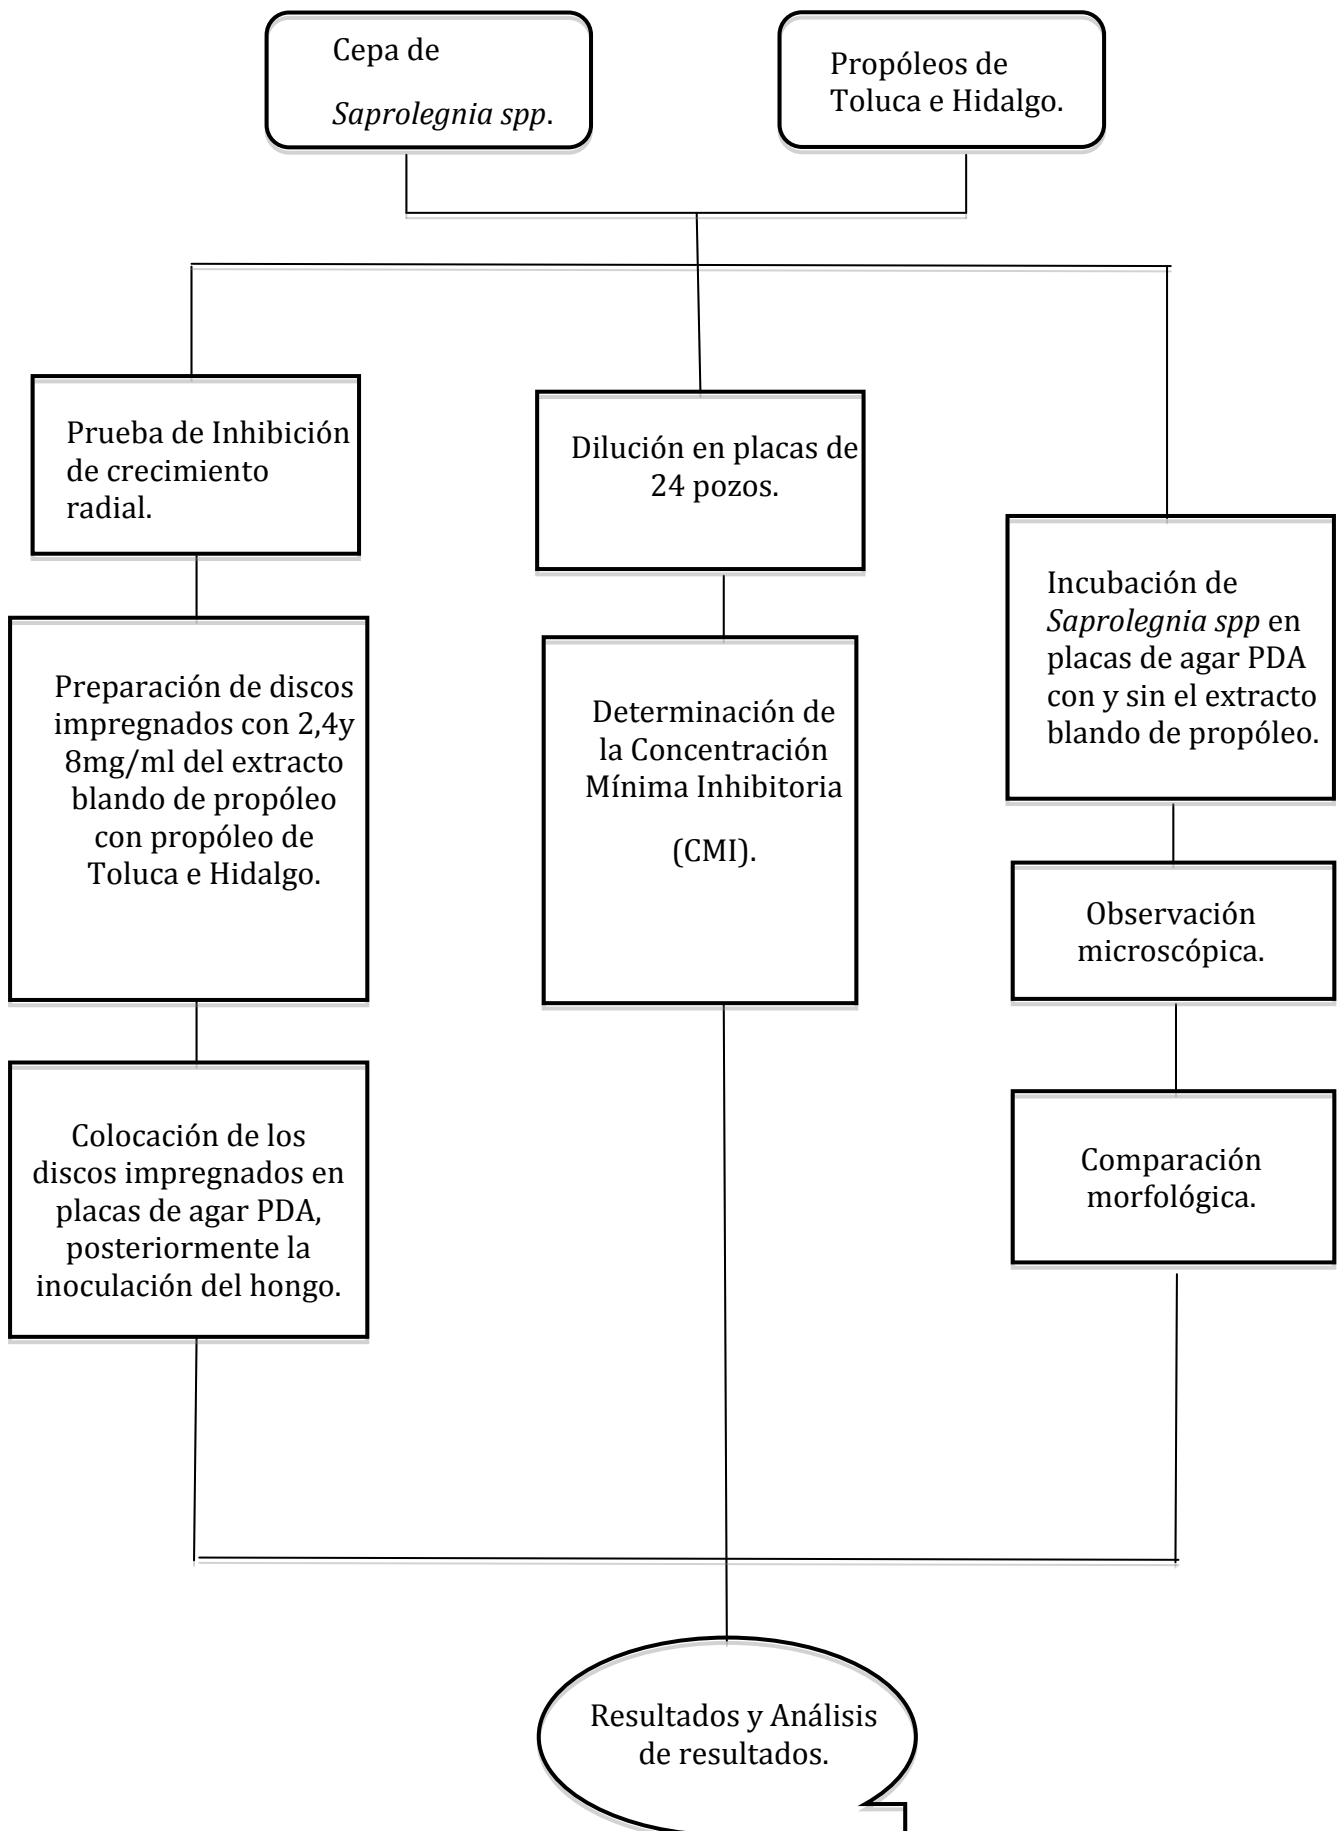 Cepa de
Saprolegnia spp.
Propóleos de
Toluca e Hidalgo.
Prueba de Inhibición
de crecimiento
radial.
Dilución en placas de
24 pozos.
Incubación de
Saprolegnia spp en
placas de agar PDA
con y sin el extracto
blando de propóleo.
Preparación de discos
impregnados con 2,4y
8mg/ml del extracto
blando de propóleo
con propóleo de
Toluca e Hidalgo.
Determinación de
la Concentración
Mínima Inhibitoria
(CMI).
Observación
microscópica.
Colocación de los
discos impregnados en
placas de agar PDA,
posteriormente la
inoculación del hongo.
Comparación
morfológica.
Resultados y Análisis
de resultados.